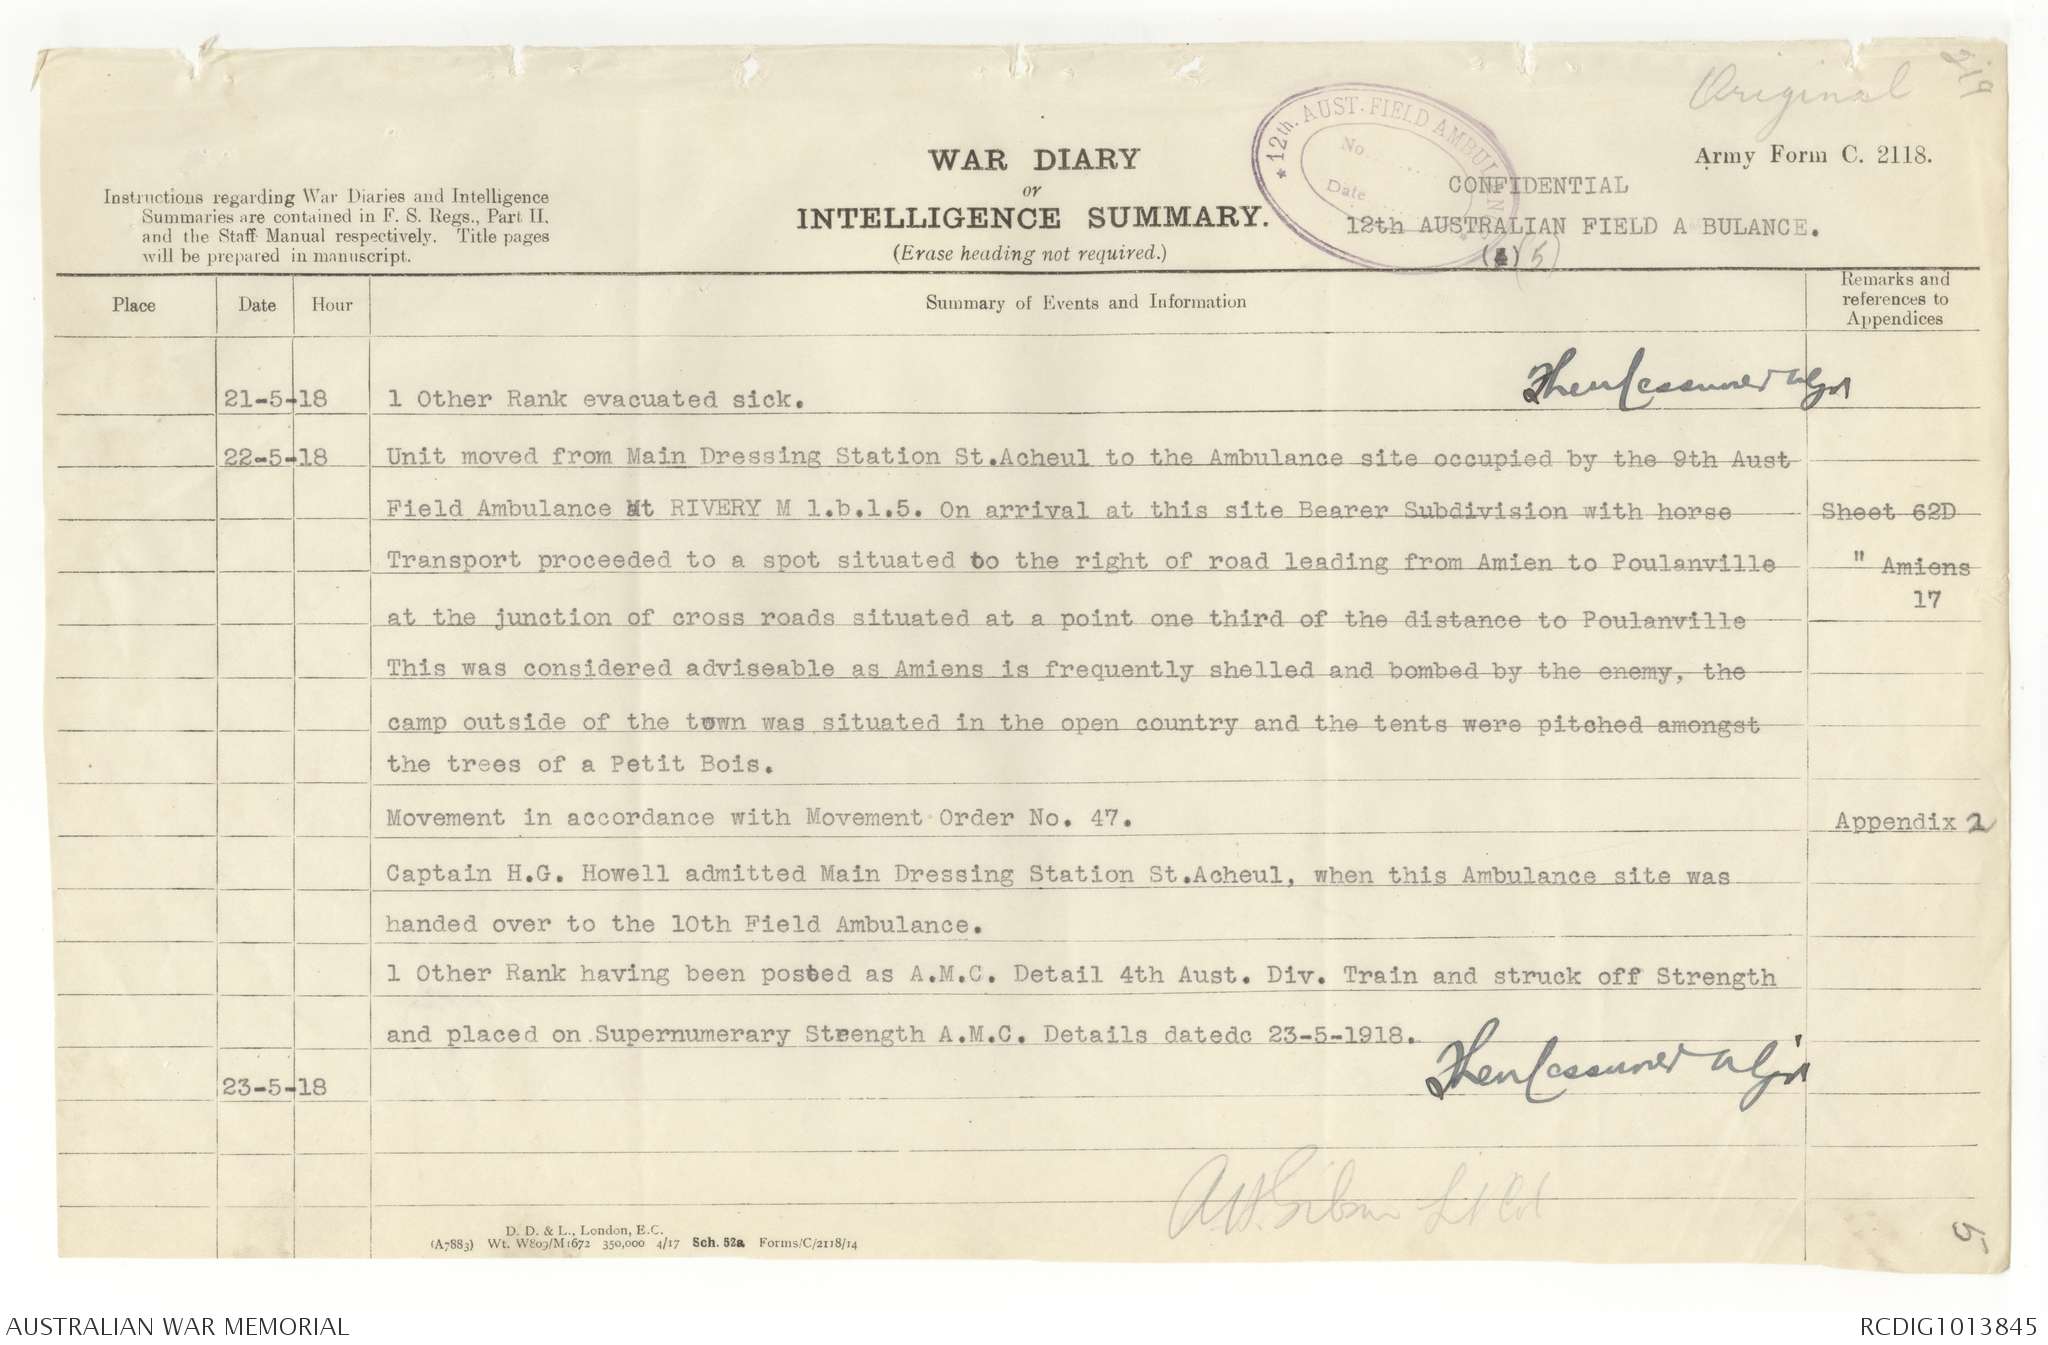 Original
219
Army Form C. 2118.
WAR DIARY
or
INTELLIGENCE SUMMARY.
(Erase heading not required.)
Instructions regarding War Diaries and Intelligence
Summaries are contained in F. S. Regs., Part II.
and the Staff Manual respectively. Title pages
will be prepared in manuscript.
* 12th. AUST. FIELD AMBULANCE *
No
Date
CONFIDENTIAL
12th AUSTRALIAN FIELD A BULANCE.
(4) (5)
Place Date Hour Summary of Events and Information Remarks and
references to
Appendices
21-5-18 1 Other Rank evacuated sick.
22-5-18 Unit moved from Main Dressing Station St.Acheul to the Ambulance site occupied by the 9th Aust
Field Ambulance At RIVERY M 1.b.1.5. On arrival at this site Bearer Subdivision with horse Sheet 62D
Transport proceeded to a spot situated to the right of road leading from Amien to Poulanville " Amiens
17
at the junction of cross roads situated at a point one third of the distance to Poulanville
This was considered adviseable as Amiens is frequently shelled and bombed by the enemy, the
camp outside of the town was situated in the open country and the tents were pitched amongst
the trees of a Petit Bois.
Movement in accordance with Movement Order No. 47. Appendix 2
Captain H.G. Howell admitted Main Dressing Station St.Acheul, when this Ambulance site was
handed over to the 10th Field Ambulance.
1 Other Rank having been posted as A.M.C. Detail 4th Aust. Div. Train and struck off Strength
and placed on Supernumerary Strength A.M.C. Details datedc 23-5-1918.
23-5-18
Lt Col
5
D. D. & L., London, E.C.
(A7883) Wt. W809/M1672 350,000 4/17 Sch. 52a Forms/C/2118/14
AUSTRALIAN WAR MEMORIAL
RCDIG1013845